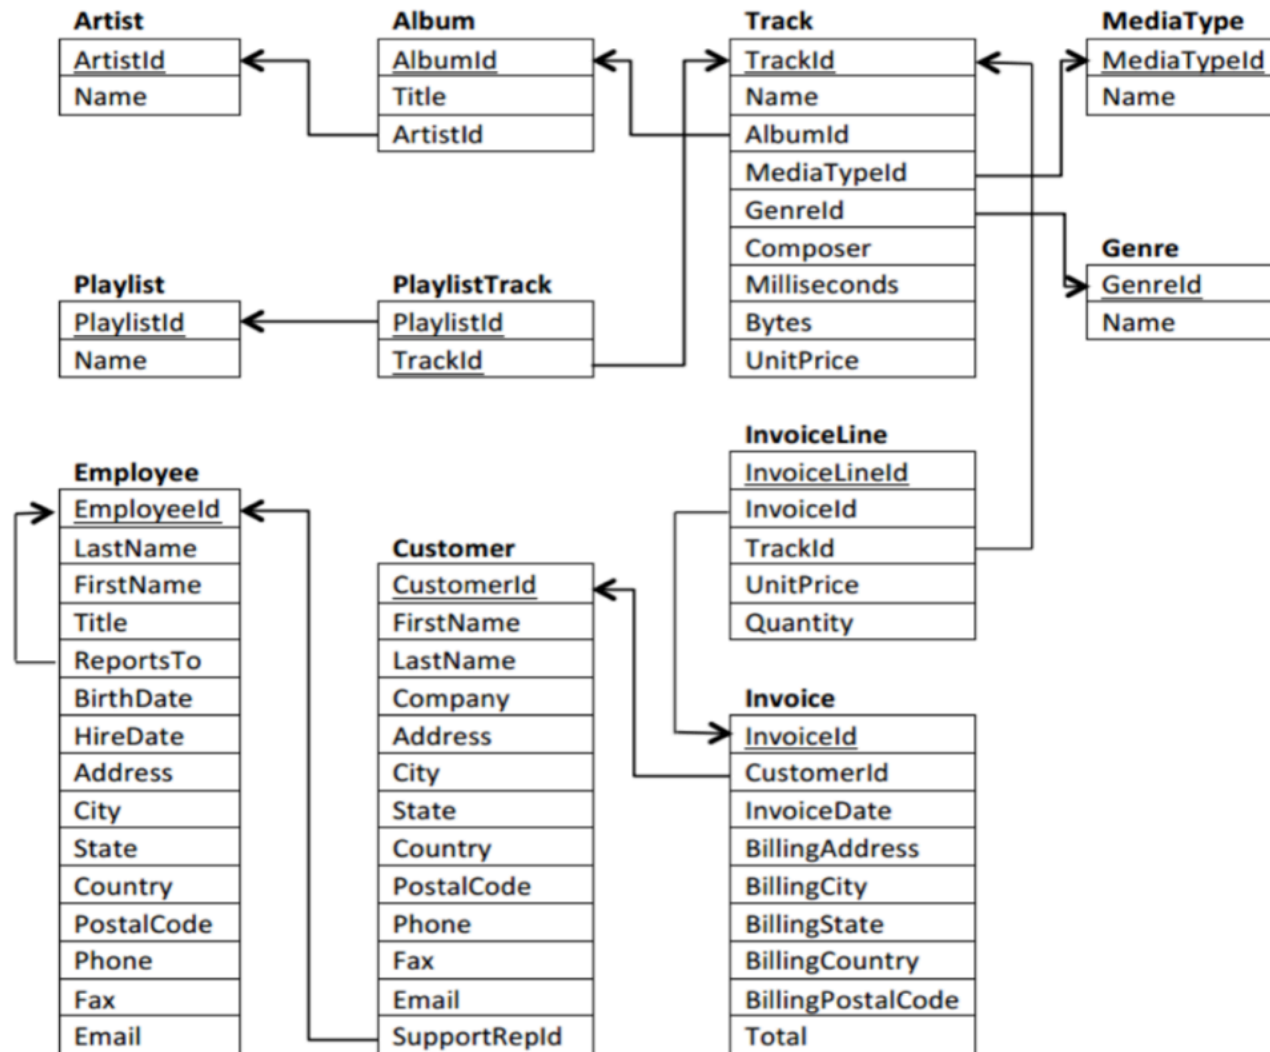 Artist
ArtistId
Name
Album
AlbumId
Title
ArtistId
Track
TrackId
Name
AlbumId
MediaTypeId
GenreId
Composer
Milliseconds
Bytes
UnitPrice
MediaType
MediaTypeId
Name
Genre
GenreId
Name
Playlist
PlaylistId
Name
PlaylistTrack
PlaylistId
TrackId
Employee
EmployeeId
LastName
FirstName
Title
ReportsTo
BirthDate
HireDate
Address
City
State
Country
PostalCode
Phone
Fax
Email
Customer
CustomerId
FirstName
LastName
Company
Address
City
State
Country
PostalCode
Phone
Fax
Email
SupportRepId
InvoiceLine
InvoiceLineId
InvoiceId
TrackId
UnitPrice
Quantity
Invoice
InvoiceId
CustomerId
InvoiceDate
BillingAddress
BillingCity
BillingState
BillingCountry
BillingPostalCode
Total